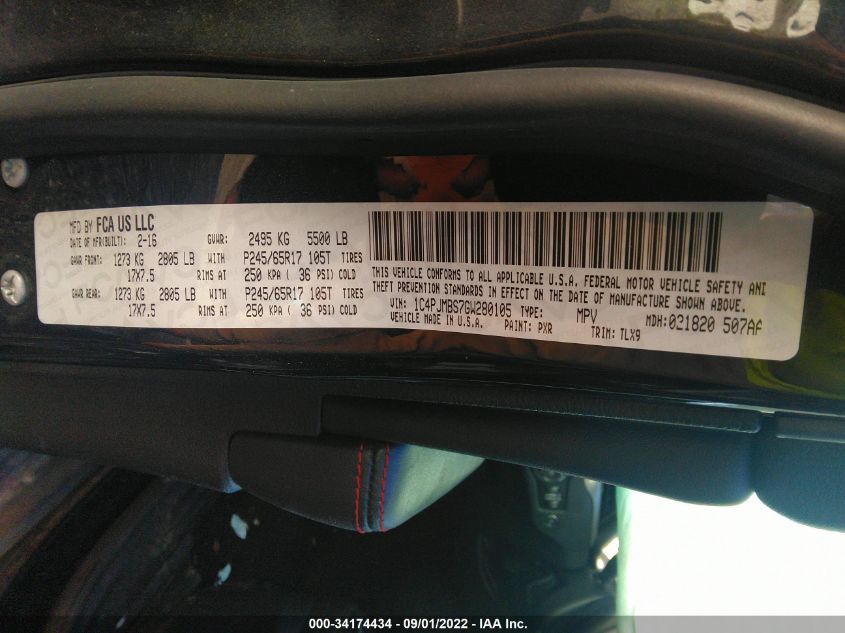 MFD BY FCA US LLC
DATE OF MFR(BUILT): 2-16 GVWR: 2495 KG 5500 LB
GAWR FRONT: 1273 KG 2805 LB WITH P245/65R17 105T TIRES
17X7.5 RIMS AT 250 KPA ( 36 PSI) COLD
GAWR REAR: 1273 KG 2805 LB WITH P245/65R17 105T TIRES
17X7.5 RIMS AT 250 KPA ( 36 PSI) COLD
THIS VEHICLE CONFORMS TO ALL APPLICABLE U.S.A. FEDERAL MOTOR VEHICLE SAFETY AND
THEFT PREVENTION STANDARDS IN EFFECT ON THE DATE OF MANUFACTURE SHOWN ABOVE.
VIN: 1C4PJMBS7GW280105 TYPE: MPV MDH: 021820 507AA
VEHICLE MADE IN U.S.A. PAINT: PXR TRIM: TLX9
000-34174434 - 09/01/2022 - IAA Inc.